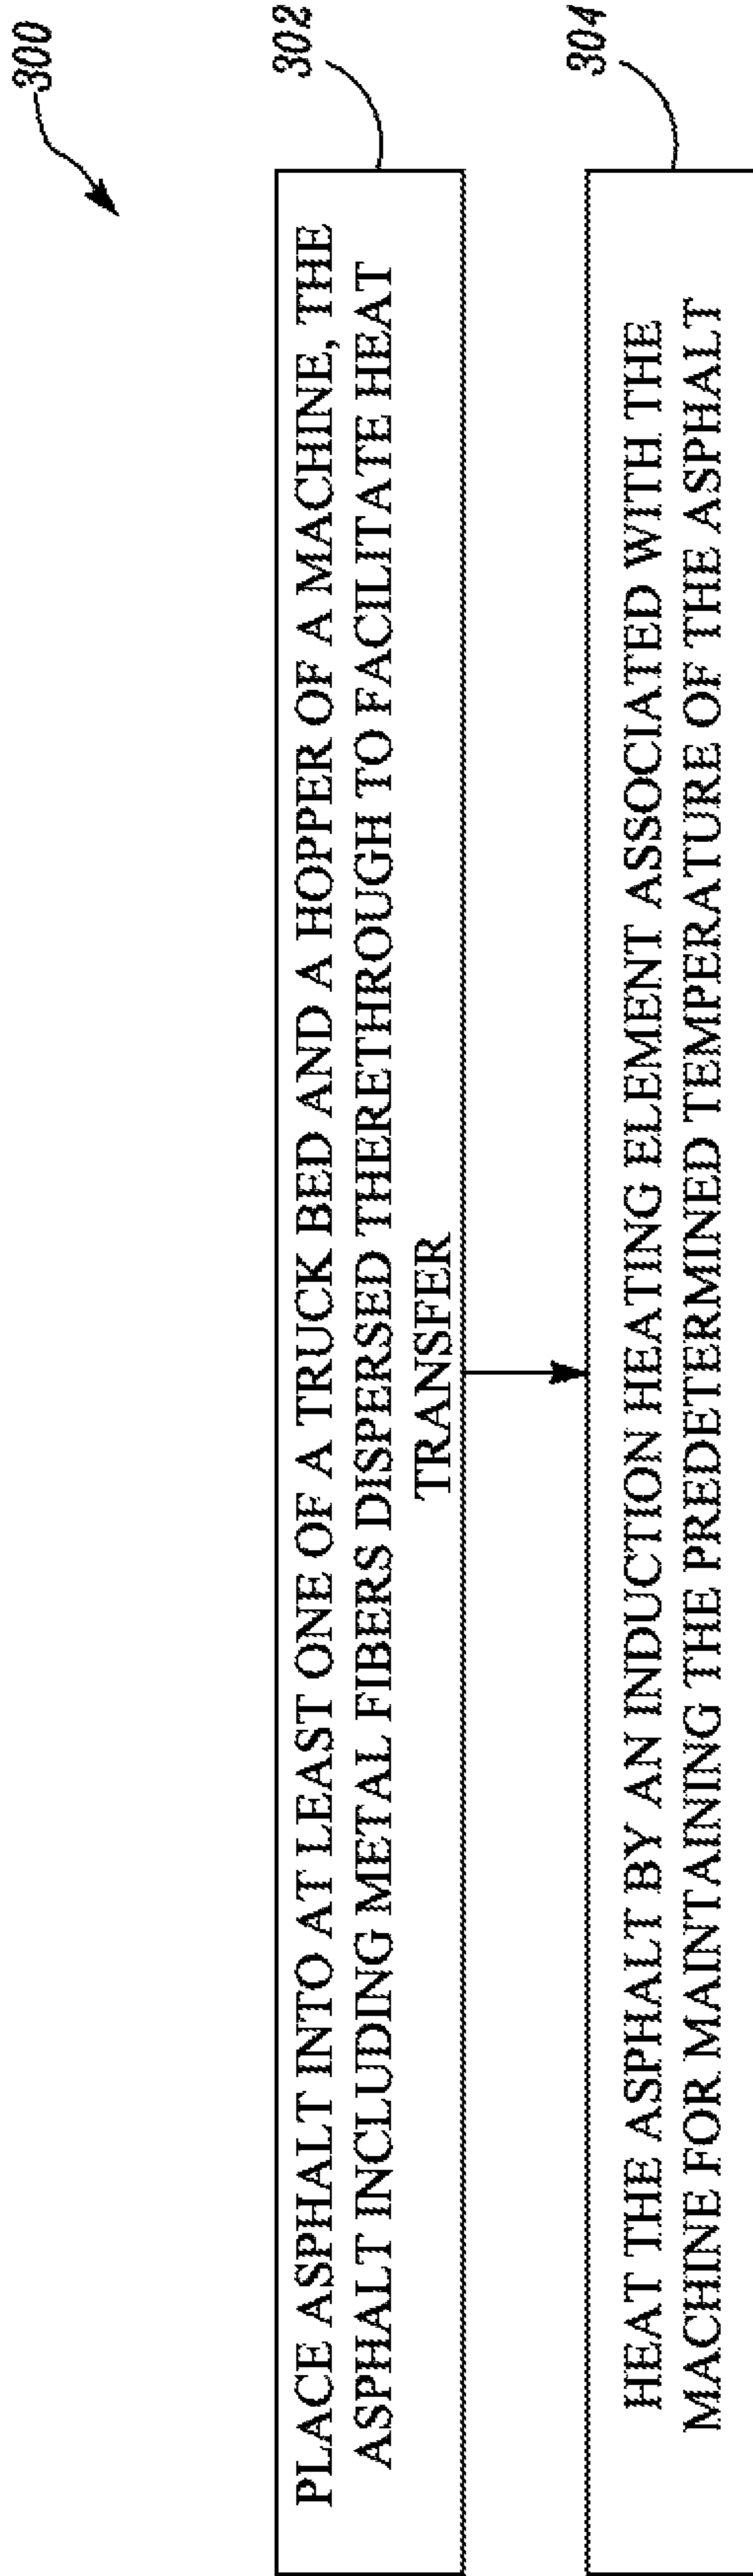 300
302
PLACE ASPHALT INTO AT LEAST ONE OF A TRUCK BED AND A HOPPER OF A MACHINE, THE
ASPHALT INCLUDING METAL FIBERS DISPERSED THERETHROUGH TO FACILITATE HEAT
TRANSFER
304
HEAT THE ASPHALT BY AN INDUCTION HEATING ELEMENT ASSOCIATED WITH THE
MACHINE FOR MAINTAINING THE PREDETERMINED TEMPERATURE OF THE ASPHALT